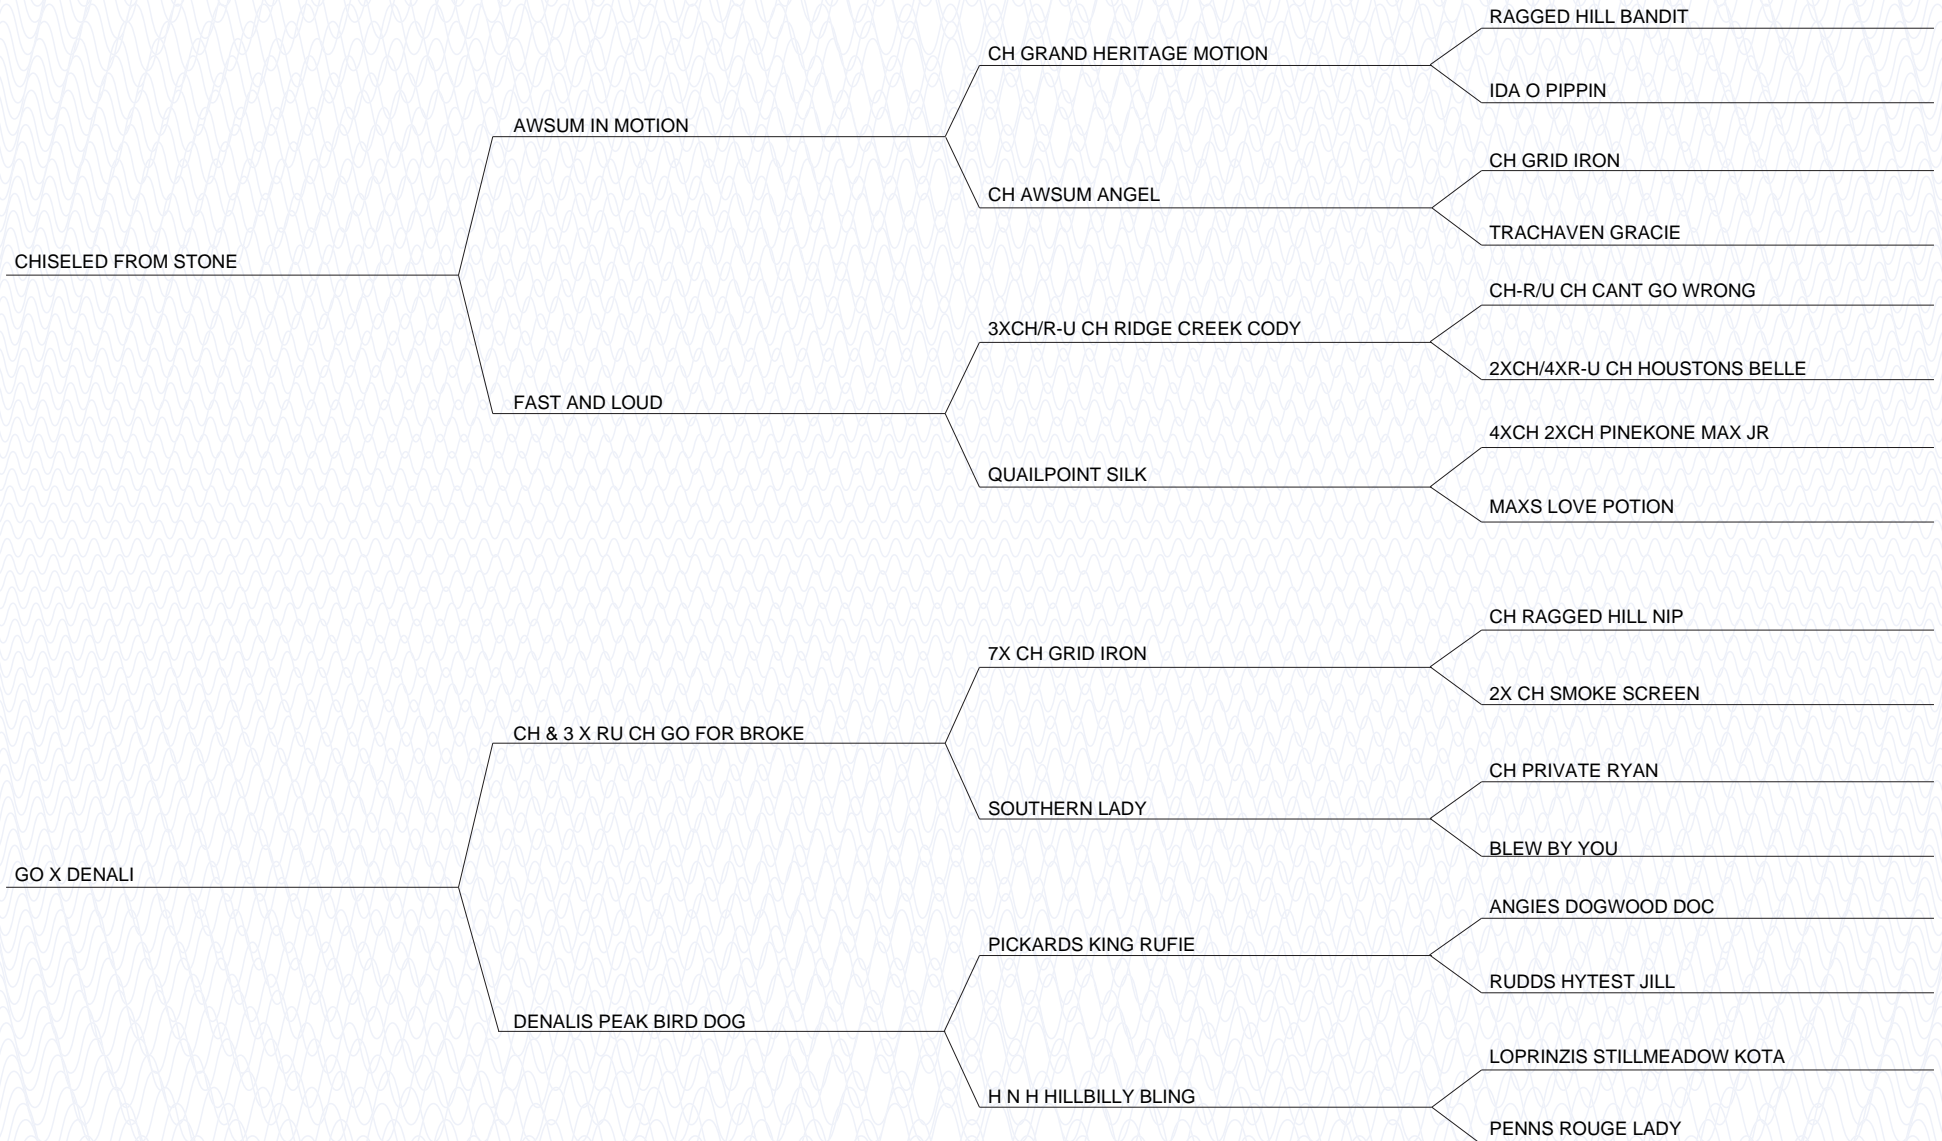 RAGGED HILL BANDIT
CH GRAND HERITAGE MOTION
IDA O PIPPIN
AWSUM IN MOTION
CH GRID IRON
CH AWSUM ANGEL
TRACHAVEN GRACIE
CHISELED FROM STONE
CH-R/U CH CANT GO WRONG
3XCH/R-U CH RIDGE CREEK CODY
2XCH/4XR-U CH HOUSTONS BELLE
FAST AND LOUD
4XCH 2XCH PINEKONE MAX JR
QUAILPOINT SILK
MAXS LOVE POTION
CH RAGGED HILL NIP
7X CH GRID IRON
2X CH SMOKE SCREEN
CH & 3 X RU CH GO FOR BROKE
CH PRIVATE RYAN
SOUTHERN LADY
BLEW BY YOU
GO X DENALI
ANGIES DOGWOOD DOC
PICKARDS KING RUFIE
RUDDS HYTEST JILL
DENALIS PEAK BIRD DOG
LOPRINZIS STILLMEADOW KOTA
H N H HILLBILLY BLING
PENNS ROUGE LADY